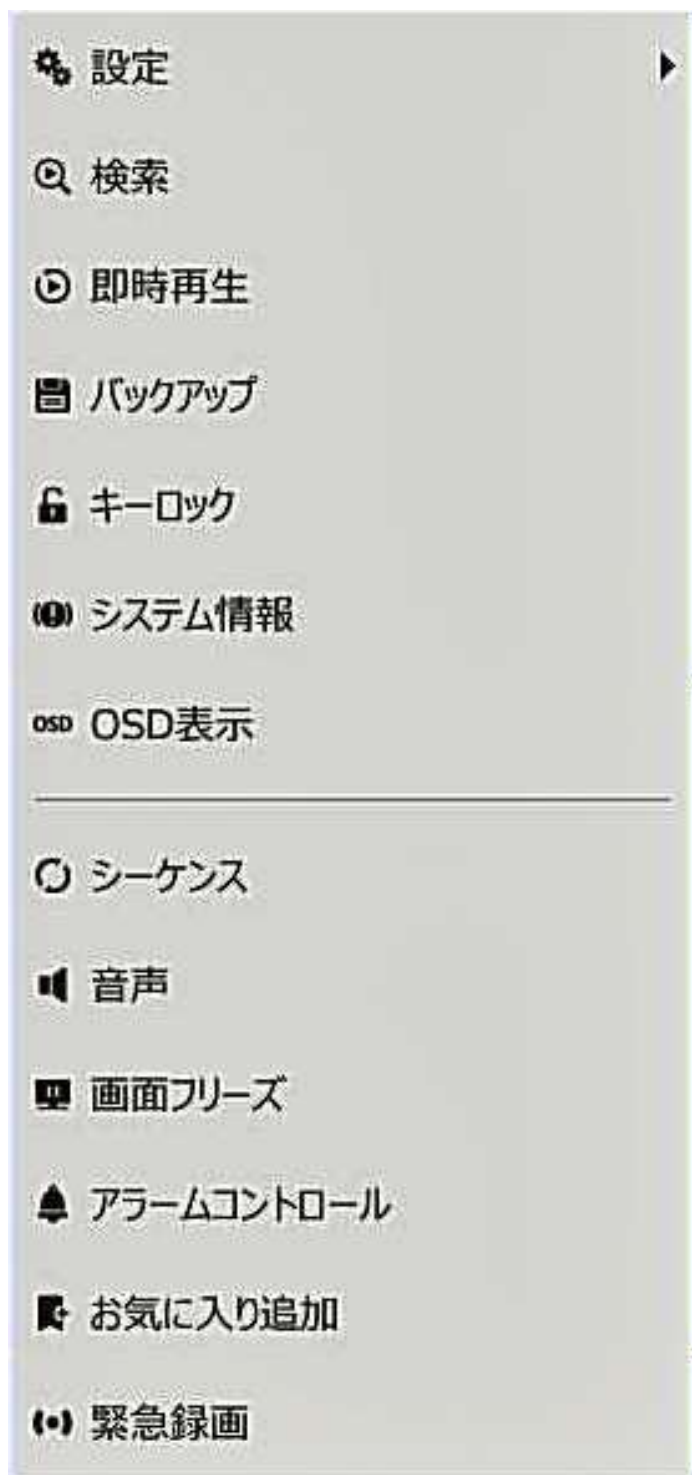 設定
検索
即時再生
バックアップ
キーロック
システム情報
OSD OSD表示
シーケンス
音声
画面フリーズ
アラームコントロール
お気に入り追加
緊急録画